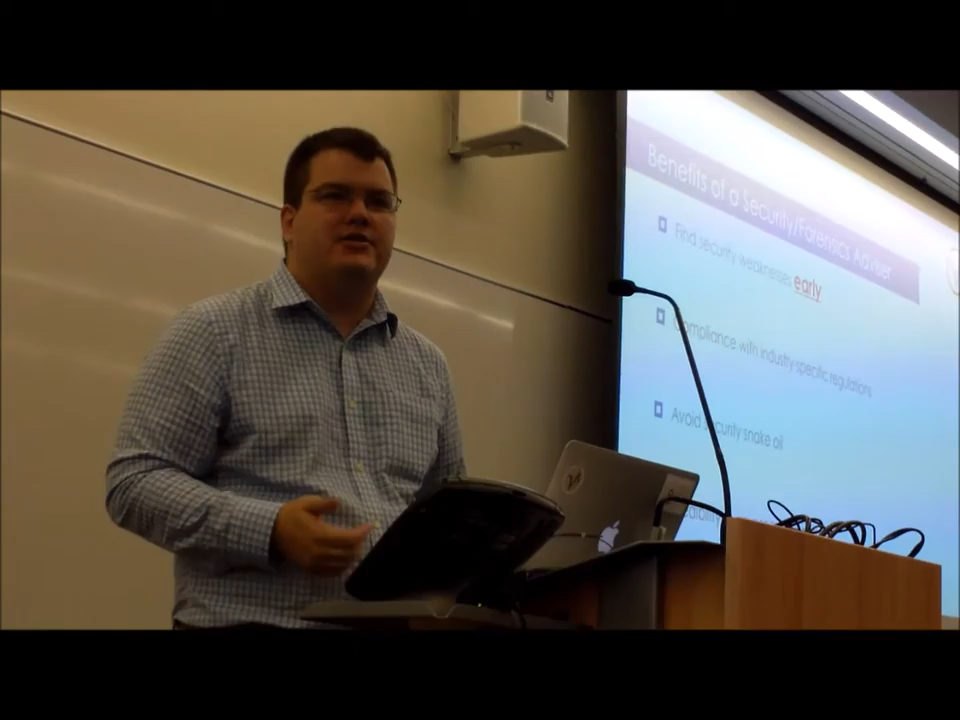 Benefits of a Security/Forensics Adviser
Find security weaknesses early
Compliance with industry specific regulations
Avoid security snake oil